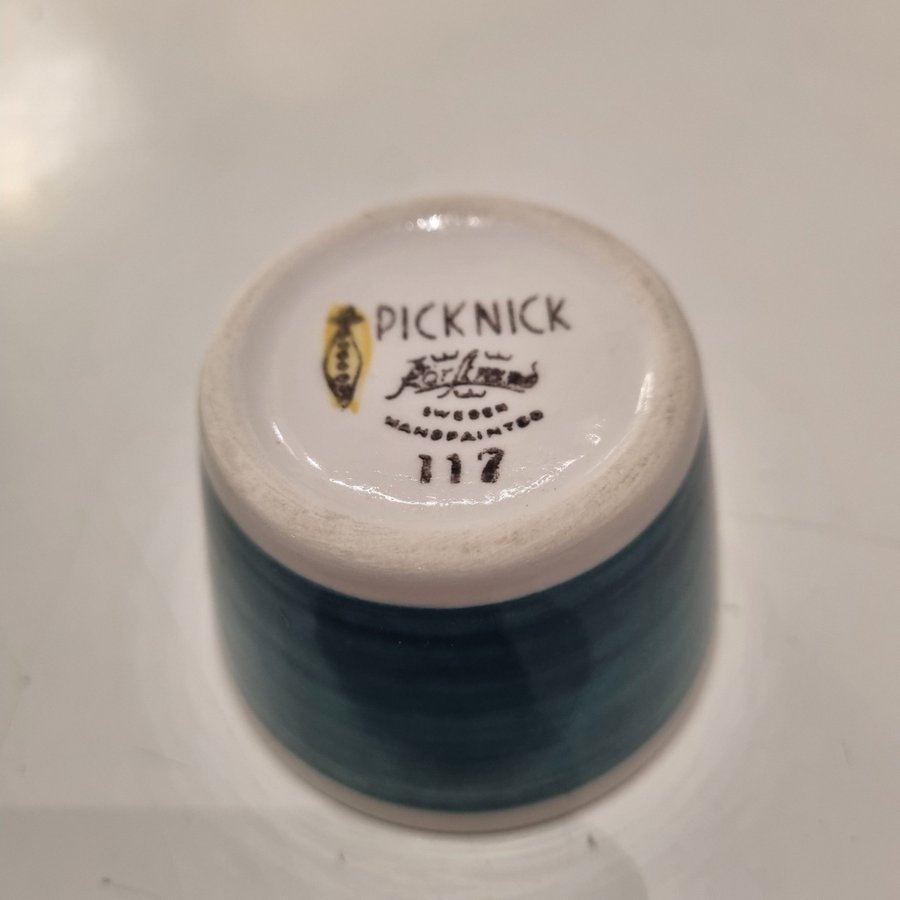 PICKNICK
Rörstrand
SWEDEN
HANDPAINTED
117